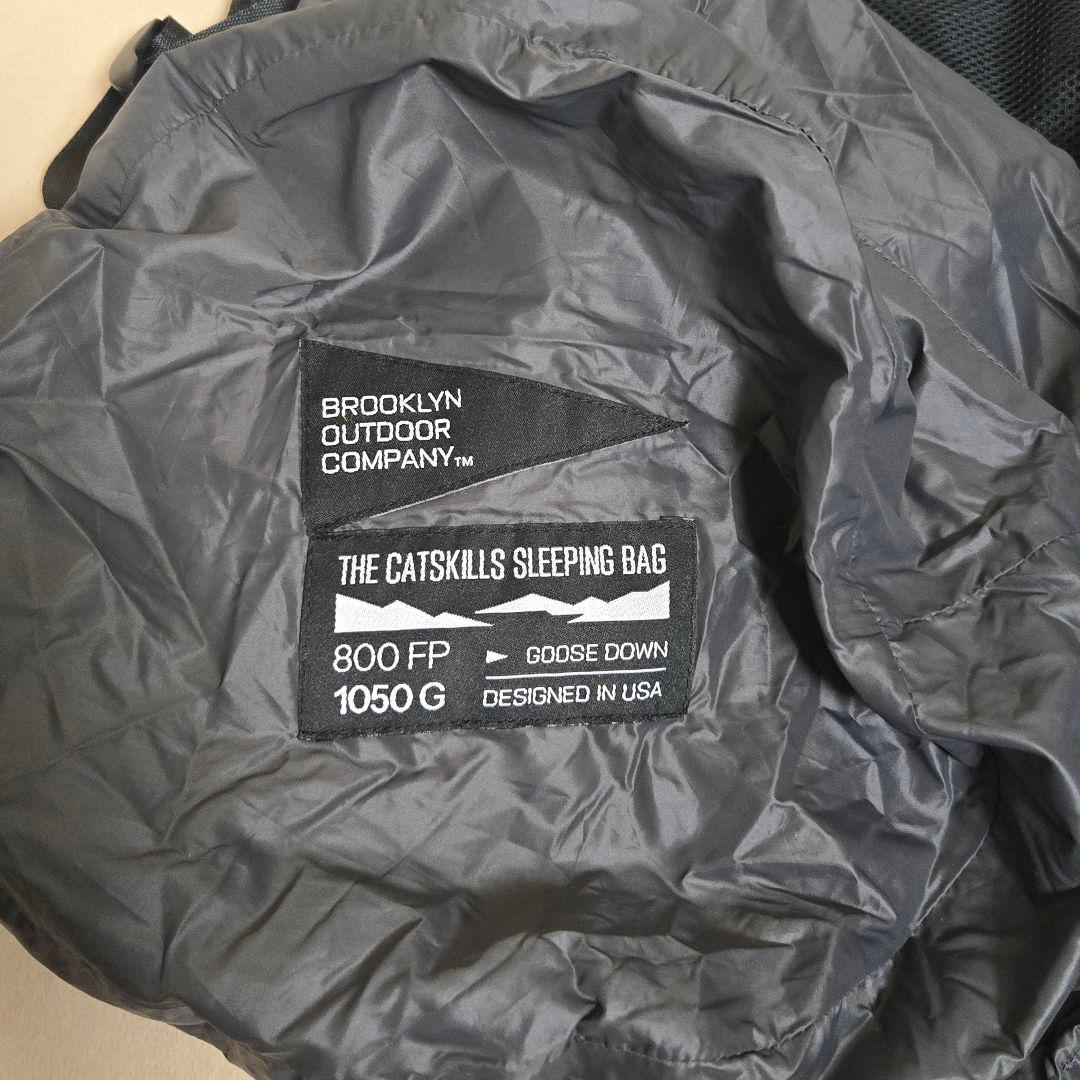 BROOKLYN
OUTDOOR
COMPANY™
THE CATSKILLS SLEEPING BAG
800 FP ▶ GOOSE DOWN
1050 G DESIGNED IN USA